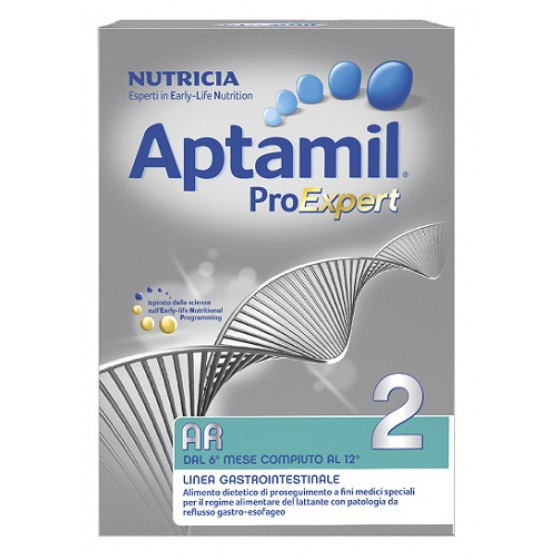 NUTRICIA
Esperti in Early-Life Nutrition
Aptamil®
ProExpert
Ispirato dalla scienza
sull'Early-life Nutritional
Programming
2
AR
DAL 6° MESE COMPIUTO AL 12°
LINEA GASTROINTESTINALE
Alimento dietetico di proseguimento a fini medici speciali
per il regime alimentare del lattante con patologia da
reflusso gastro-esofageo